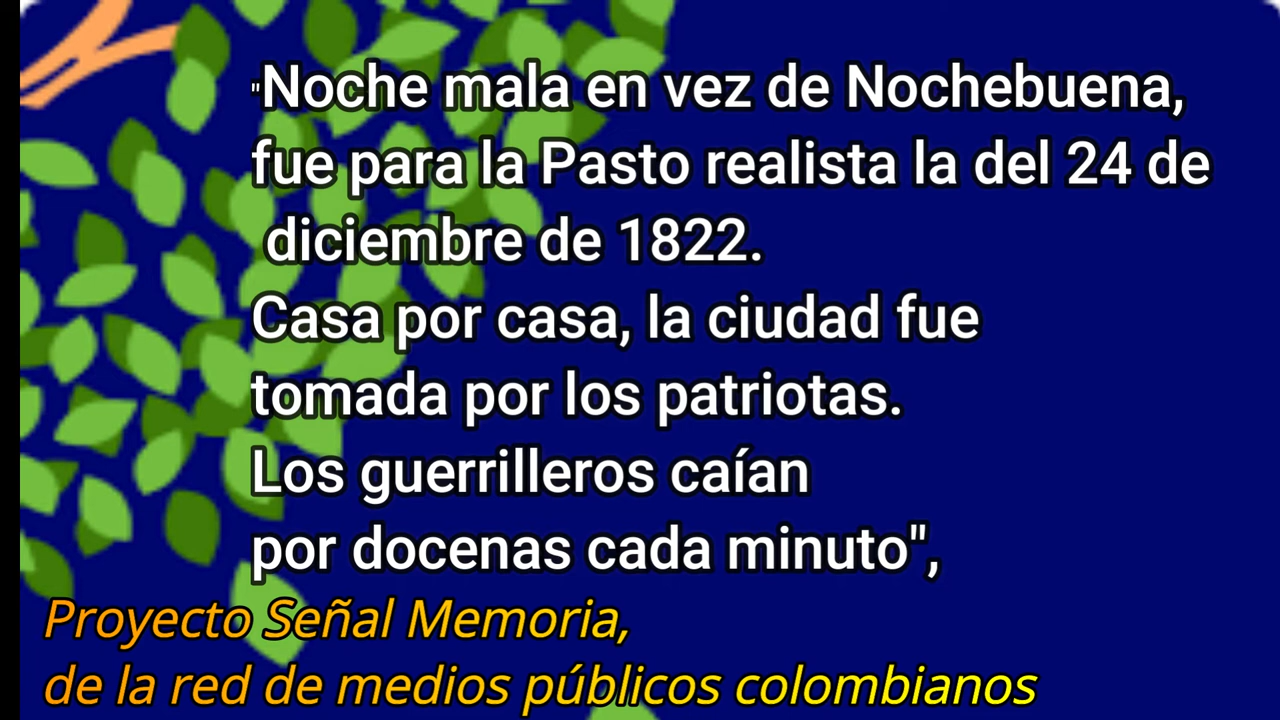 "Noche mala en vez de Nochebuena,
fue para la Pasto realista la del 24 de
diciembre de 1822.
Casa por casa, la ciudad fue
tomada por los patriotas.
Los guerrilleros caían
por docenas cada minuto",
Proyecto Señal Memoria,
de la red de medios públicos colombianos